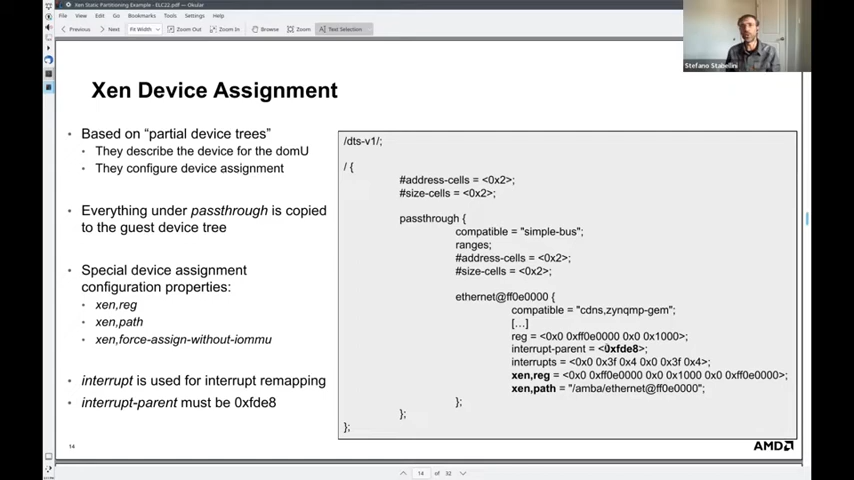 Xen Static Partitioning Example - ELC22.pdf — Okular
File View Edit Go Bookmarks Tools Settings Help
Previous Next Fit Width Zoom Out Zoom In Browse Zoom Text Selection
Stefano Stabellini
Xen Device Assignment
• Based on “partial device trees”
• They describe the device for the domU
• They configure device assignment
• Everything under passthrough is copied
to the guest device tree
• Special device assignment
configuration properties:
• xen,reg
• xen,path
• xen,force-assign-without-iommu
• interrupt is used for interrupt remapping
• interrupt-parent must be 0xfde8
/dts-v1/;
/ {
#address-cells = <0x2>;
#size-cells = <0x2>;
passthrough {
compatible = "simple-bus";
ranges;
#address-cells = <0x2>;
#size-cells = <0x2>;
ethernet@ff0e0000 {
compatible = "cdns,zynqmp-gem";
[…]
reg = <0x0 0xff0e0000 0x0 0x1000>;
interrupt-parent = <0xfde8>;
interrupts = <0x0 0x3f 0x4 0x0 0x3f 0x4>;
xen,reg = <0x0 0xff0e0000 0x0 0x1000 0x0 0xff0e0000>;
xen,path = "/amba/ethernet@ff0e0000";
};
};
};
14
AMD
14 of 32